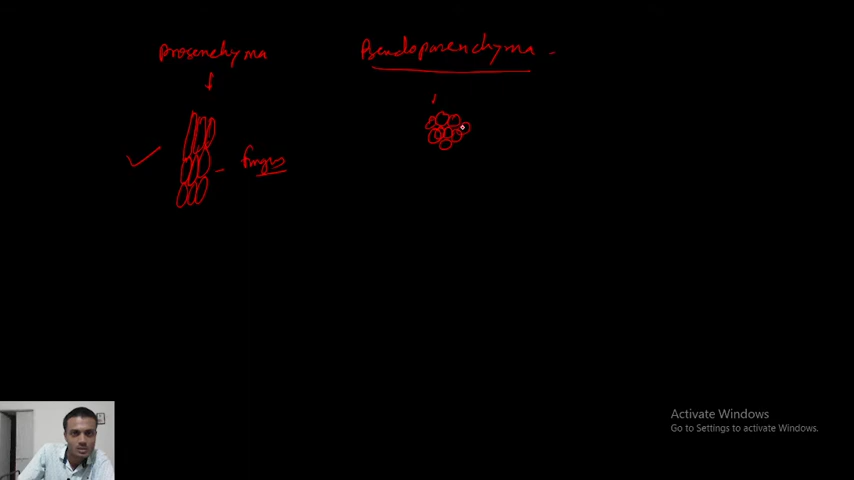 Prosenchyma
Pseudoparenchyma
fungus
Activate Windows
Go to Settings to activate Windows.